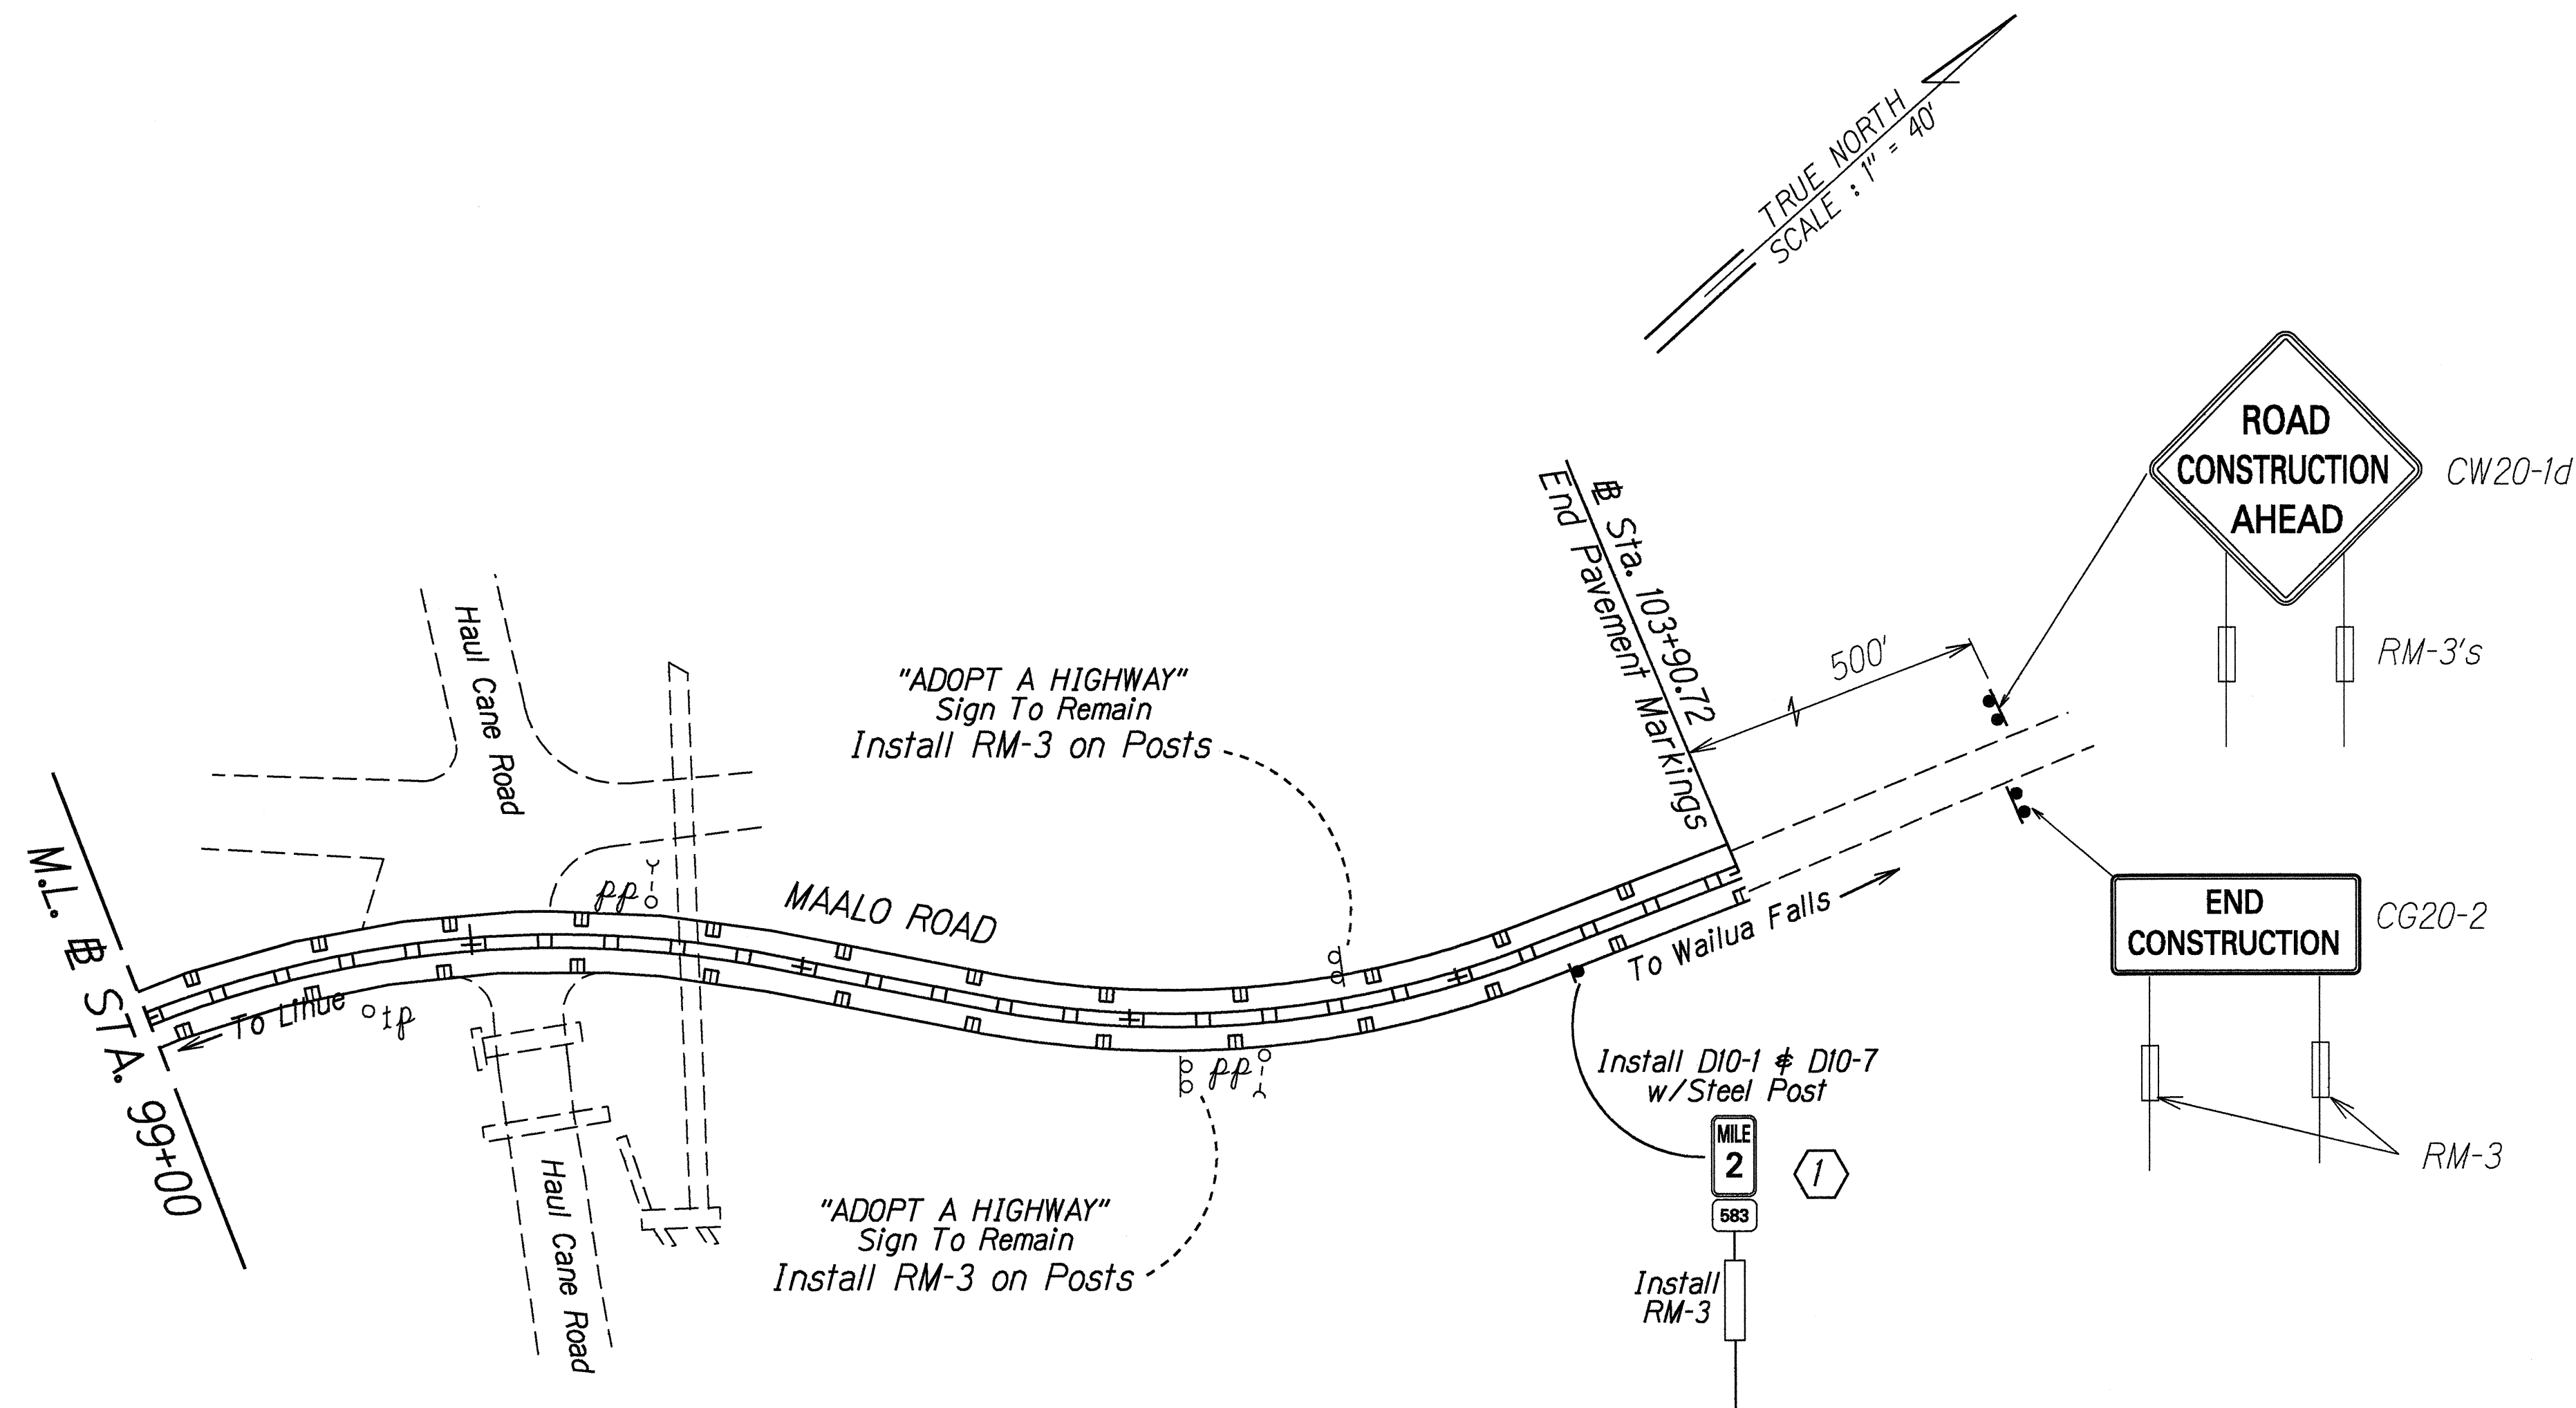 TRUE NORTH
SCALE : 1" = 40'
ROAD
CONSTRUCTION
AHEAD
CW20-1d
RM-3's
℄ Sta. 103+90.72
End Pavement Markings
500'
Haul Cane Road
"ADOPT A HIGHWAY"
Sign To Remain
Install RM-3 on Posts
M.L. ℄ STA. 99+00
pp
MAALO ROAD
To Lihue
tp
To Wailua Falls
END
CONSTRUCTION
CG20-2
RM-3
pp
Install D10-1 & D10-7
w/Steel Post
MILE
2
583
1
Install
RM-3
Haul Cane Road
"ADOPT A HIGHWAY"
Sign To Remain
Install RM-3 on Posts